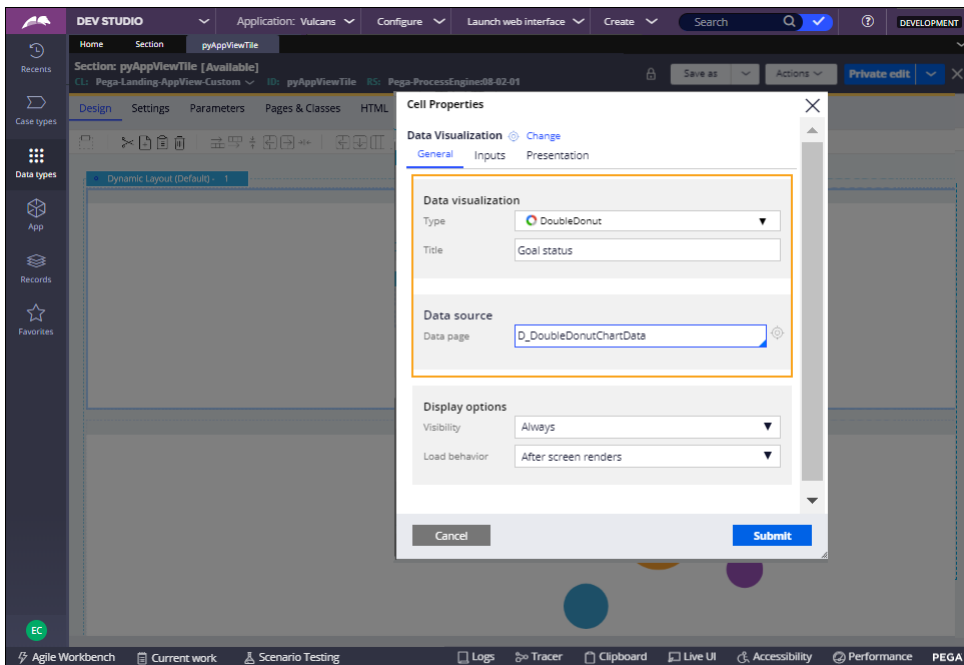 DEV STUDIO Application: Vulcans Configure Launch web interface Create Search DEVELOPMENT
Home Section pyAppViewTile
Recents
Section: pyAppViewTile [Available]
CL: Pega-Landing-AppView-Custom ID: pyAppViewTile RS: Pega-ProcessEngine:08-02-01
Save as Actions Private edit
Design Settings Parameters Pages & Classes HTML
Case types
Data types
App
Records
Favorites
EC
Dynamic Layout (Default) - 1
Cell Properties
Data Visualization Change
General Inputs Presentation
Data visualization
Type DoubleDonut
Title Goal status
Data source
Data page D_DoubleDonutChartData
Display options
Visibility Always
Load behavior After screen renders
Cancel Submit
Agile Workbench Current work Scenario Testing Logs Tracer Clipboard Live UI Accessibility Performance PEGA